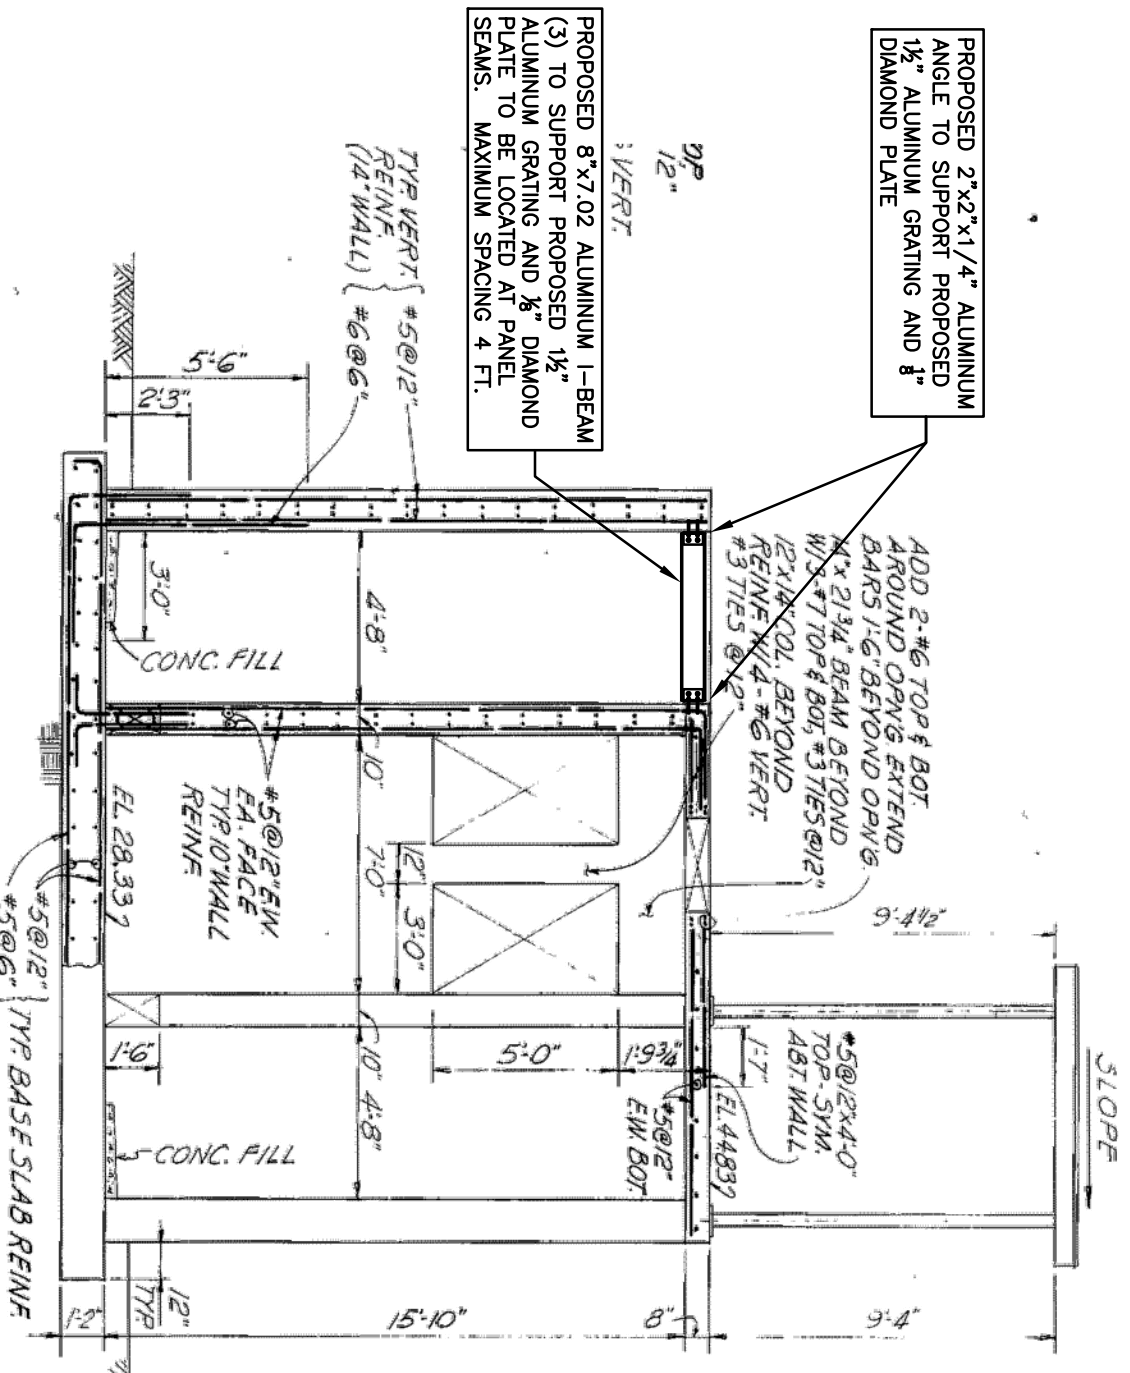 PROPOSED 2"x2"x1/4" ALUMINUM
ANGLE TO SUPPORT PROPOSED
1½" ALUMINUM GRATING AND ⅛"
DIAMOND PLATE
PROPOSED 8"x7.02 ALUMINUM I-BEAM
(3) TO SUPPORT PROPOSED 1½"
ALUMINUM GRATING AND ⅛" DIAMOND
PLATE TO BE LOCATED AT PANEL
SEAMS. MAXIMUM SPACING 4 FT.
12"
VERT.
TYP. VERT.
REINF.
(14" WALL)
#5@12"
#6@6"
5'-6"
2'-3"
ADD 2-#6 TOP & BOT.
AROUND OPN'G. EXTEND
BARS 1'-6" BEYOND OPN'G.
14"x 21¾" BEAM BEYOND
W/3-#7 TOP & BOT, #3 TIES@12"
12"x14" COL. BEYOND
REINF. W/4-#6 VERT.
#3 TIES @12"
SLOPE
9'-4½"
9'-4"
#5@12"x4'-0"
TOP-SYM.
ABT. WALL
1'-7"
EL. 44.83
1'-9¾"
#5@12"
E.W. BOT.
5'-0"
1'-6"
3'-0"
CONC. FILL
4'-8"
10"
7'-0"
12"
3'-0"
10"
4'-8"
#5@12" E.W.
EA. FACE
TYP. 10" WALL
REINF.
EL. 28.33
CONC. FILL
8"
15'-10"
1'-2"
12"
TYP.
#5@12"
#5@6"
TYP. BASE SLAB REINF.